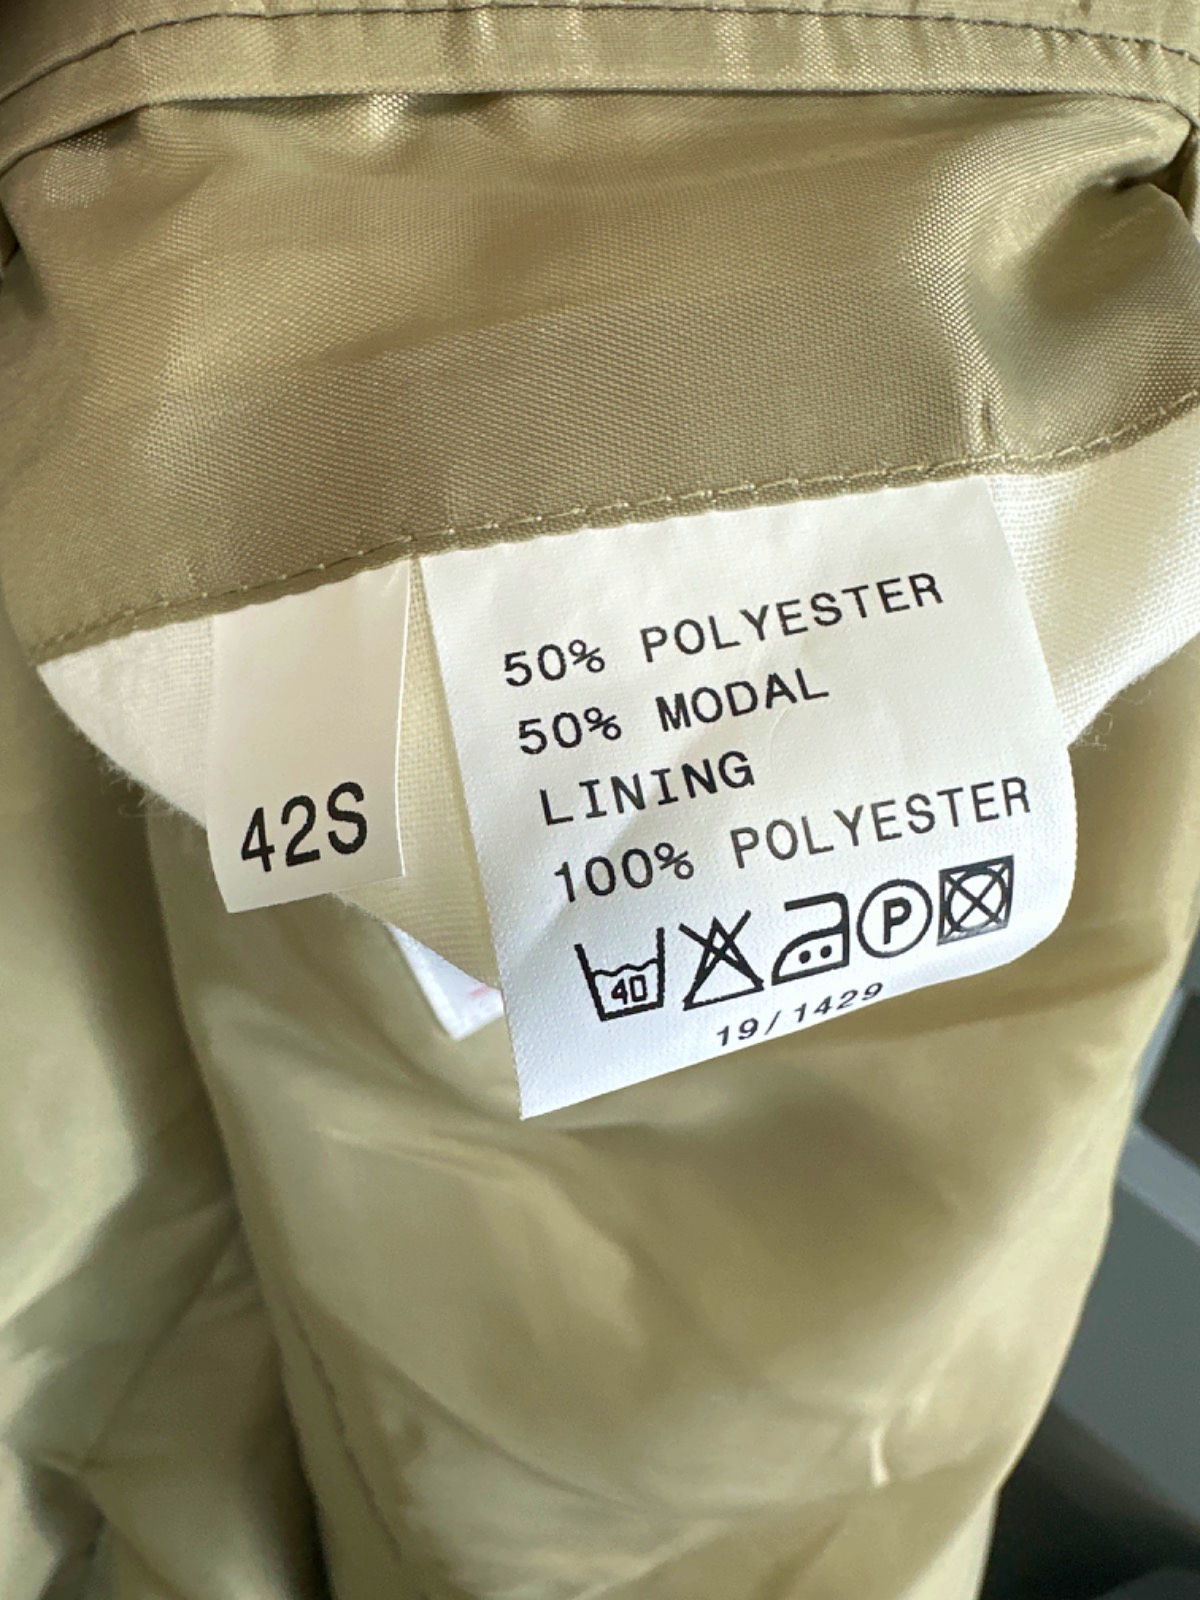 42S
50% POLYESTER
50% MODAL
LINING
100% POLYESTER
40 P
19/1429